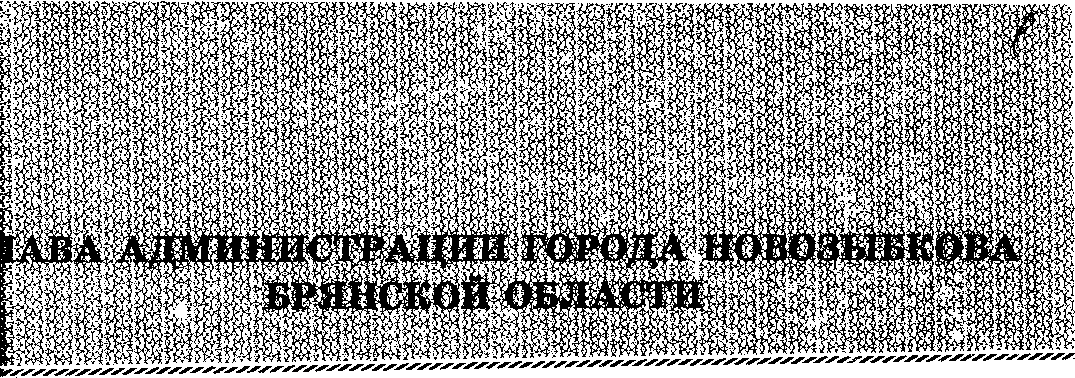 ЛАВА АДМИНИСТРАЦИИ ГОРОДА НОВОЗЫБКОВА
БРЯНСКОЙ ОБЛАСТИ